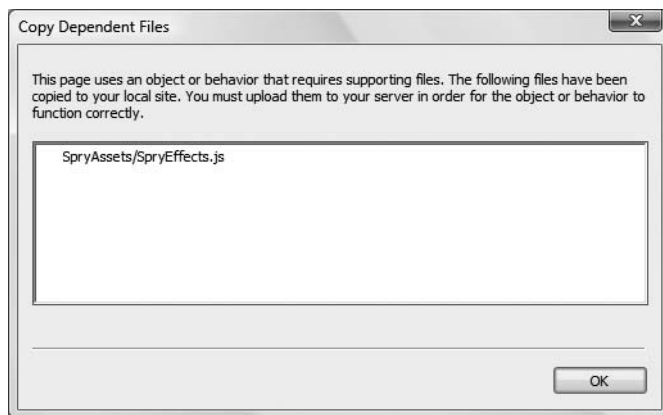 Copy Dependent Files
X
This page uses an object or behavior that requires supporting files. The following files have been
copied to your local site. You must upload them to your server in order for the object or behavior to
function correctly.
SpryAssets/SpryEffects.js
OK